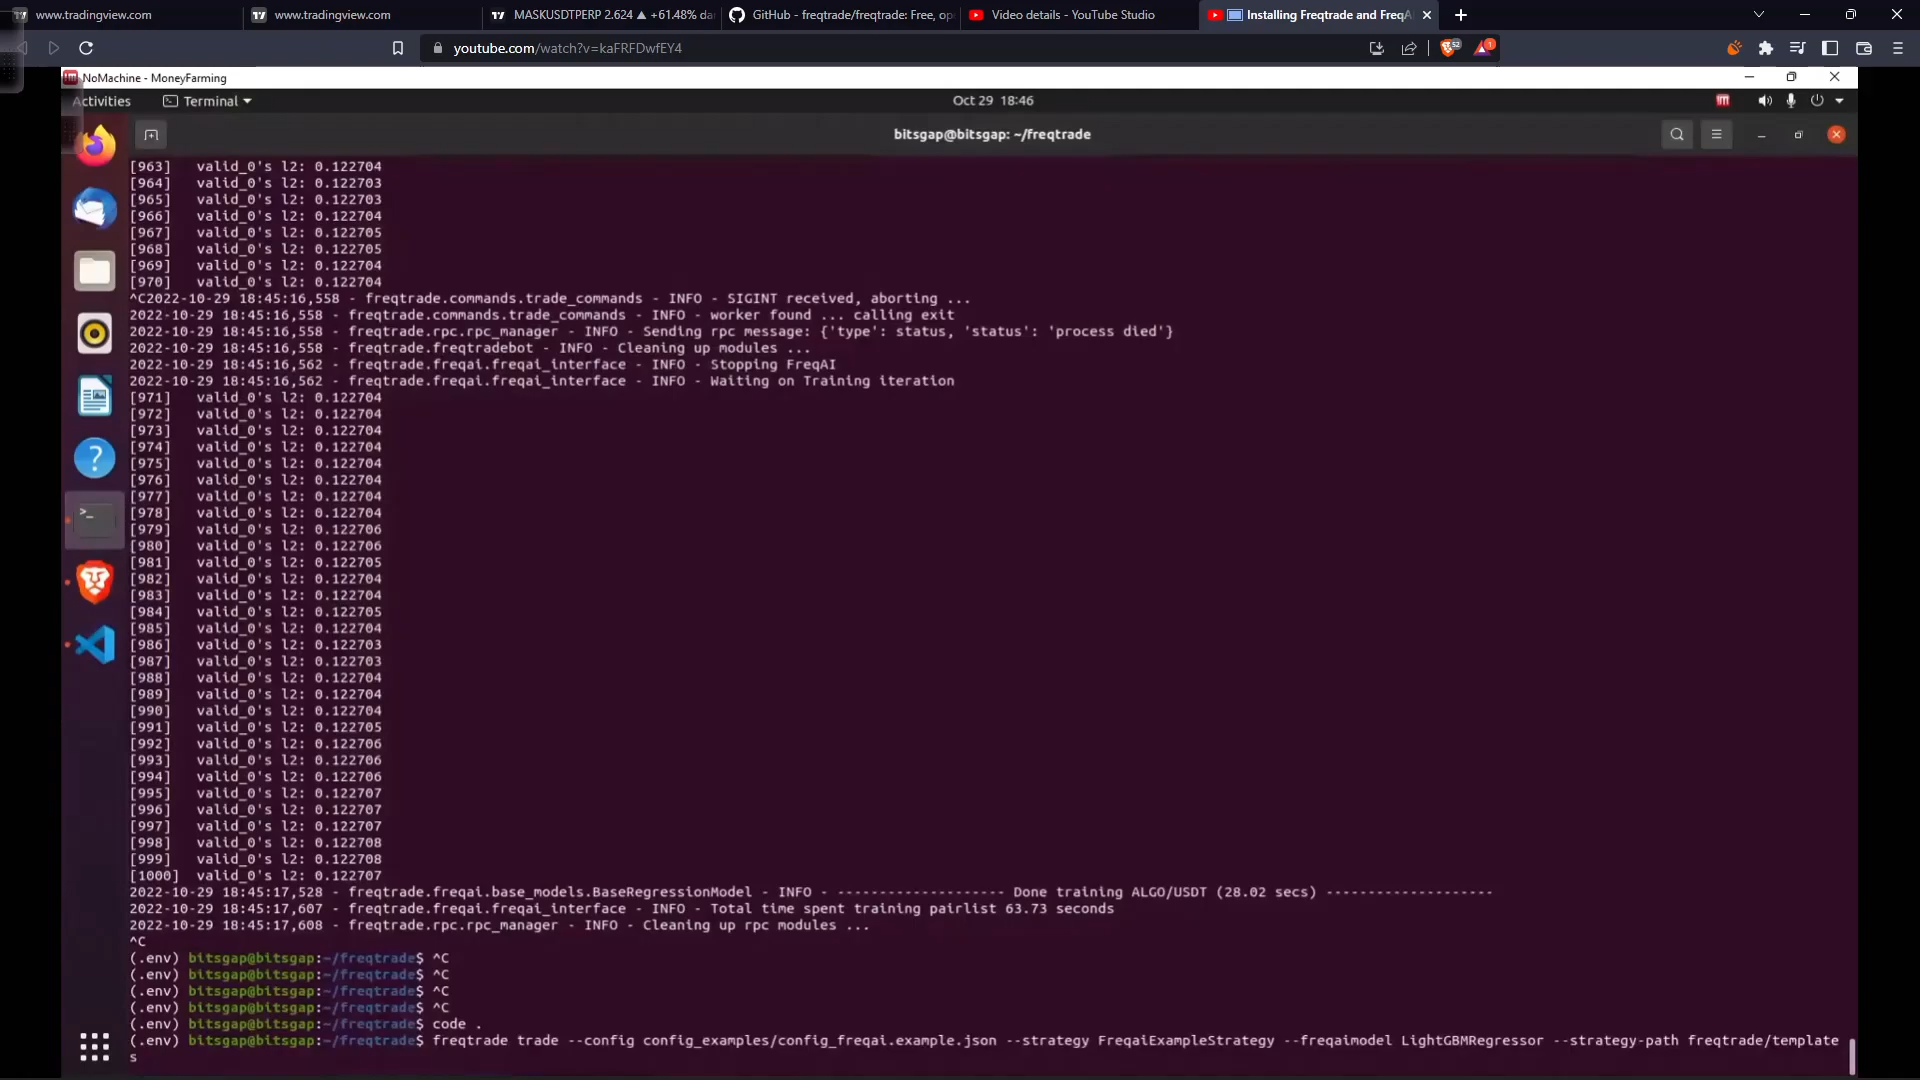 www.tradingview.com
www.tradingview.com
MASKUSDTPERP 2.624 ▲ +61.48%
GitHub - freqtrade/freqtrade: Free,
Video details - YouTube Studio
Installing Freqtrade and
youtube.com/watch?v=kaFRFDwfEY4
52
1
NoMachine - MoneyFarming
Activities
Terminal
Oct 29 18:46
bitsgap@bitsgap: ~/freqtrade
[963] valid_0's l2: 0.122704
[964] valid_0's l2: 0.122703
[965] valid_0's l2: 0.122703
[966] valid_0's l2: 0.122704
[967] valid_0's l2: 0.122705
[968] valid_0's l2: 0.122705
[969] valid_0's l2: 0.122704
[970] valid_0's l2: 0.122704
^C2022-10-29 18:45:16,558 - freqtrade.commands.trade_commands - INFO - SIGINT received, aborting ...
2022-10-29 18:45:16,558 - freqtrade.commands.trade_commands - INFO - worker found ... calling exit
2022-10-29 18:45:16,558 - freqtrade.rpc.rpc_manager - INFO - Sending rpc message: {'type': status, 'status': 'process died'}
2022-10-29 18:45:16,558 - freqtrade.freqtradebot - INFO - Cleaning up modules ...
2022-10-29 18:45:16,562 - freqtrade.freqai.freqai_interface - INFO - Stopping FreqAI
2022-10-29 18:45:16,562 - freqtrade.freqai.freqai_interface - INFO - Waiting on Training iteration
[971] valid_0's l2: 0.122704
[972] valid_0's l2: 0.122704
[973] valid_0's l2: 0.122704
[974] valid_0's l2: 0.122704
[975] valid_0's l2: 0.122704
[976] valid_0's l2: 0.122704
[977] valid_0's l2: 0.122704
[978] valid_0's l2: 0.122704
[979] valid_0's l2: 0.122706
[980] valid_0's l2: 0.122706
[981] valid_0's l2: 0.122705
[982] valid_0's l2: 0.122704
[983] valid_0's l2: 0.122704
[984] valid_0's l2: 0.122705
[985] valid_0's l2: 0.122704
[986] valid_0's l2: 0.122703
[987] valid_0's l2: 0.122703
[988] valid_0's l2: 0.122704
[989] valid_0's l2: 0.122704
[990] valid_0's l2: 0.122704
[991] valid_0's l2: 0.122705
[992] valid_0's l2: 0.122706
[993] valid_0's l2: 0.122706
[994] valid_0's l2: 0.122706
[995] valid_0's l2: 0.122707
[996] valid_0's l2: 0.122707
[997] valid_0's l2: 0.122707
[998] valid_0's l2: 0.122708
[999] valid_0's l2: 0.122708
[1000] valid_0's l2: 0.122707
2022-10-29 18:45:17,528 - freqtrade.freqai.base_models.BaseRegressionModel - INFO - -------------------- Done training ALGO/USDT (28.02 secs) --------------------
2022-10-29 18:45:17,607 - freqtrade.freqai.freqai_interface - INFO - Total time spent training pairlist 63.73 seconds
2022-10-29 18:45:17,608 - freqtrade.rpc.rpc_manager - INFO - Cleaning up rpc modules ...
^C
(.env) bitsgap@bitsgap:~/freqtrade$ ^C
(.env) bitsgap@bitsgap:~/freqtrade$ ^C
(.env) bitsgap@bitsgap:~/freqtrade$ ^C
(.env) bitsgap@bitsgap:~/freqtrade$ ^C
(.env) bitsgap@bitsgap:~/freqtrade$ code .
(.env) bitsgap@bitsgap:~/freqtrade$ freqtrade trade --config config_examples/config_freqai.example.json --strategy FreqaiExampleStrategy --freqaimodel LightGBMRegressor --strategy-path freqtrade/template
s